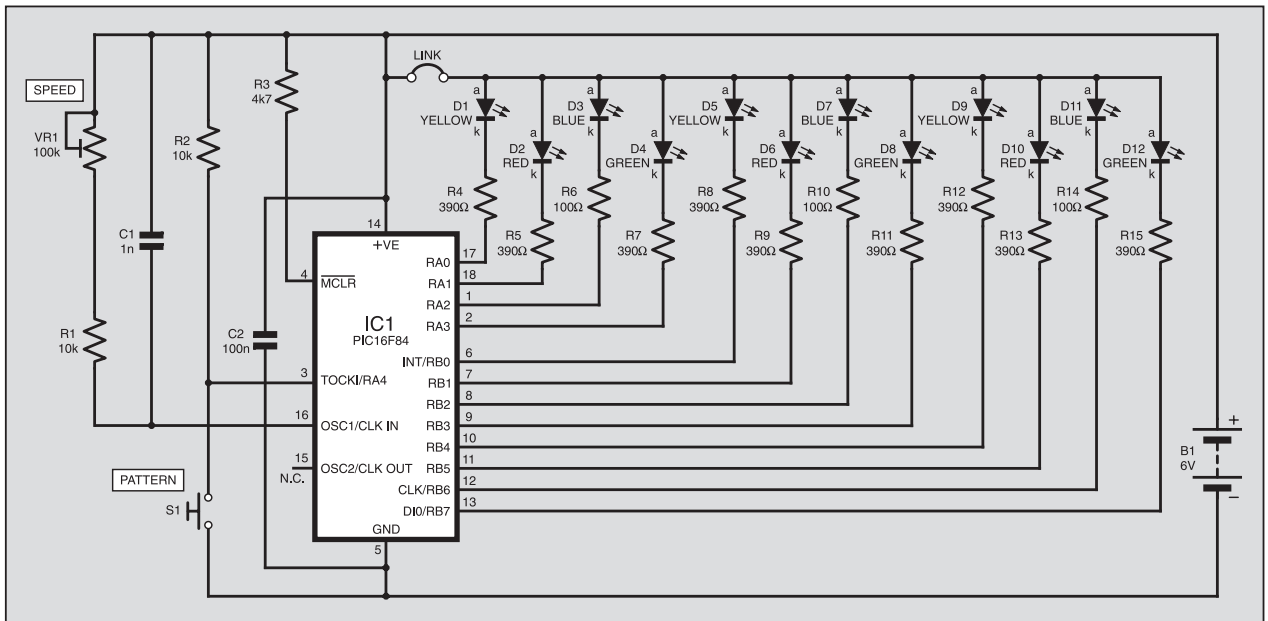 SPEED
VR1
100k
R1
10k
C1
1n
R2
10k
PATTERN
S1
R3
4k7
C2
100n
LINK
14
+VE
4
MCLR
IC1
PIC16F84
3
TOCKI/RA4
16
OSC1/CLK IN
15
OSC2/CLK OUT
N.C.
GND
5
RA0
17
RA1
18
RA2
1
RA3
2
INT/RB0
6
RB1
7
RB2
8
RB3
9
RB4
10
RB5
11
CLK/RB6
12
DI0/RB7
13
a
D1
YELLOW
k
R4
390Ω
a
D2
RED
k
R5
390Ω
a
D3
BLUE
k
R6
100Ω
a
D4
GREEN
k
R7
390Ω
a
D5
YELLOW
k
R8
390Ω
a
D6
RED
k
R9
390Ω
a
D7
BLUE
k
R10
100Ω
a
D8
GREEN
k
R11
390Ω
a
D9
YELLOW
k
R12
390Ω
a
D10
RED
k
R13
390Ω
a
D11
BLUE
k
R14
100Ω
a
D12
GREEN
k
R15
390Ω
+
B1
6V
−